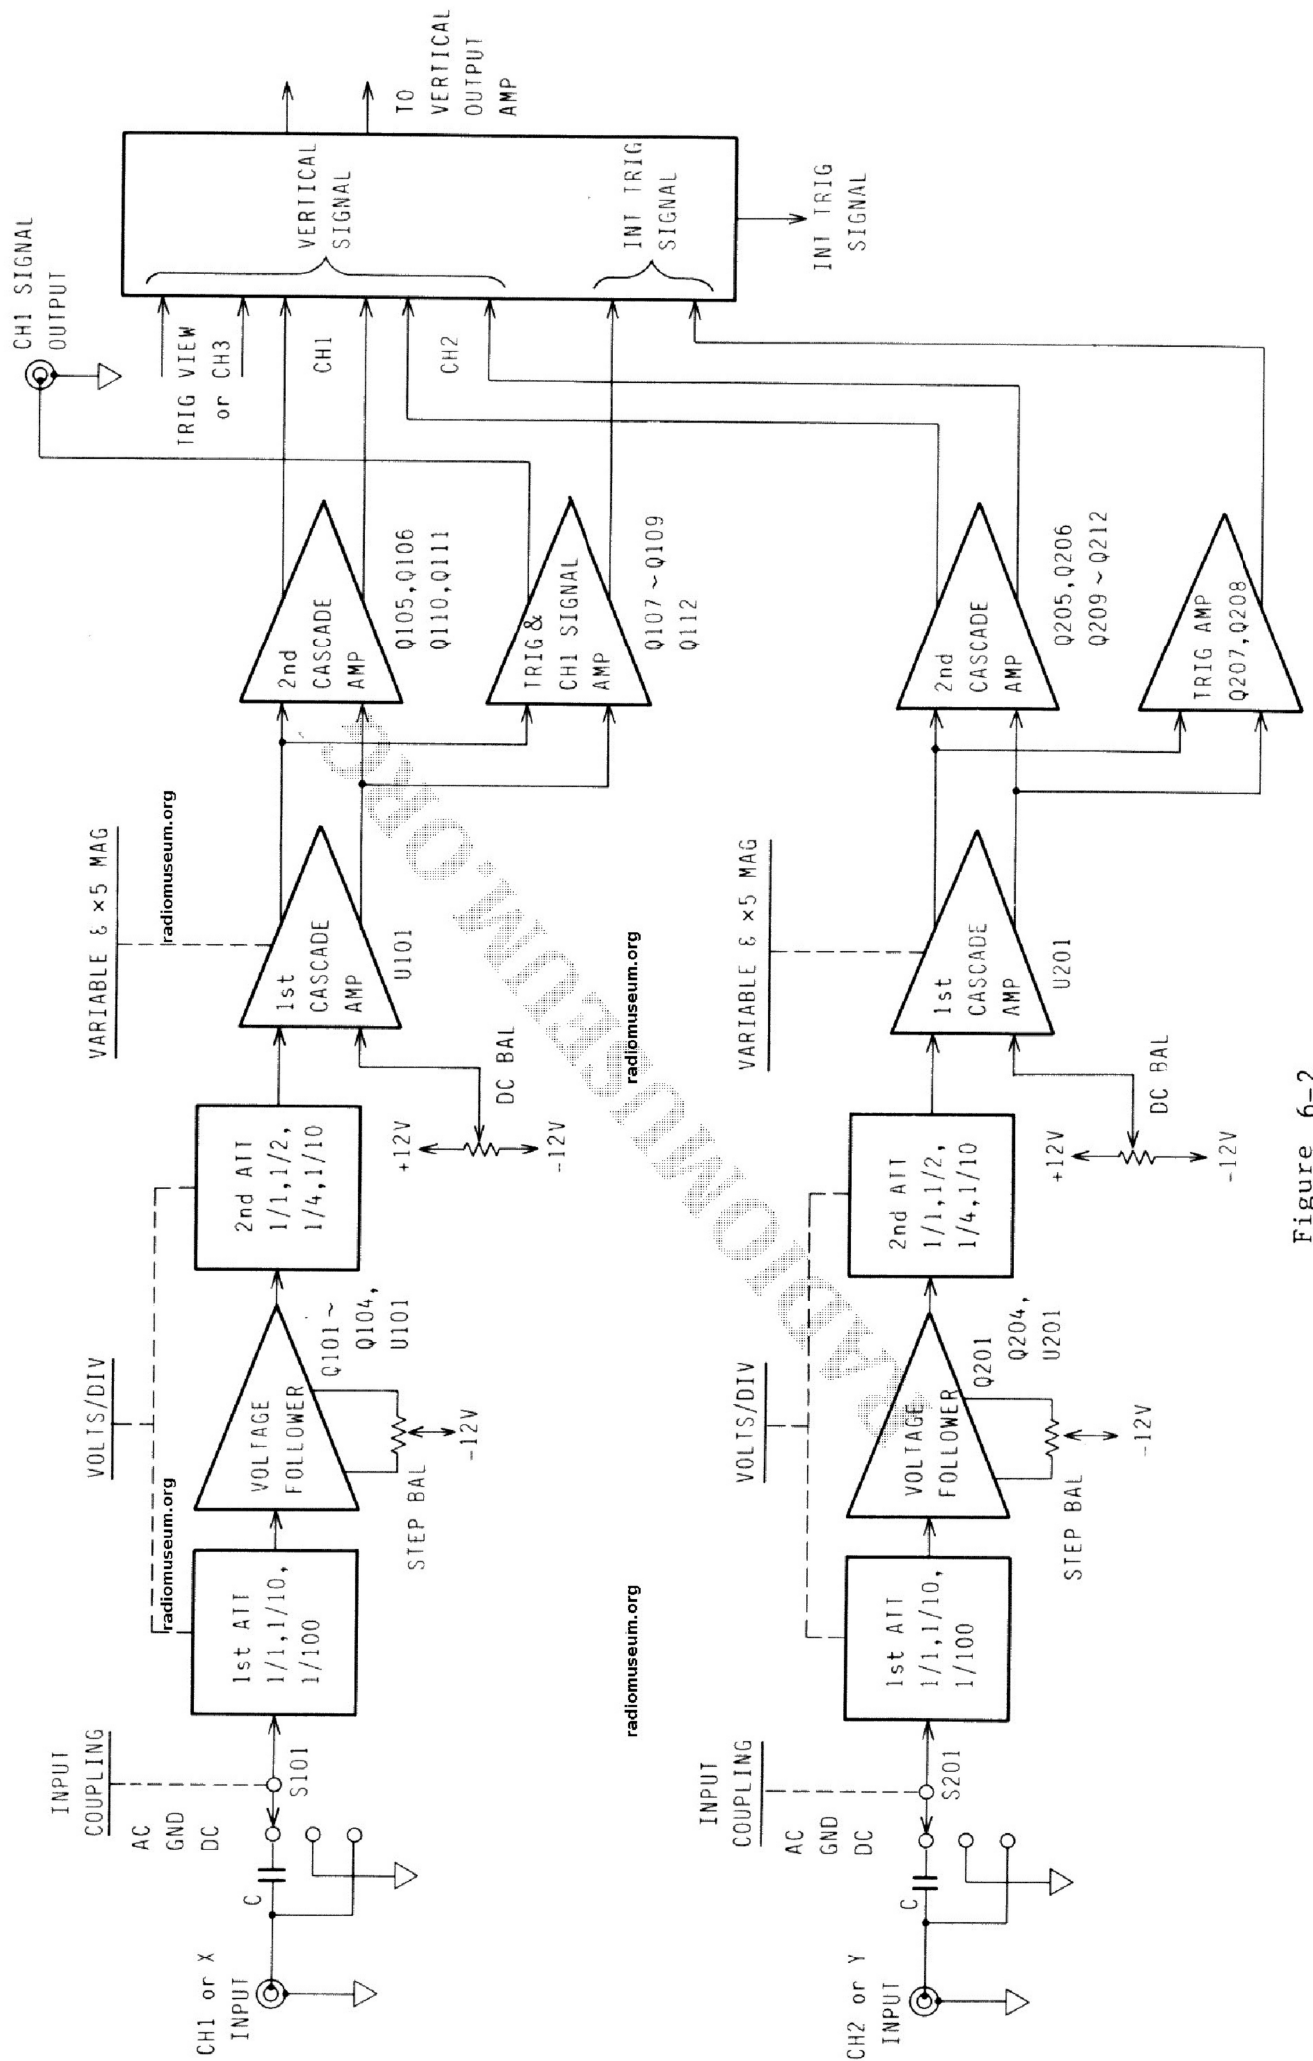 CH1 SIGNAL
OUTPUT
TRIG VIEW
or CH3
CH1
CH2
VERTICAL
SIGNAL
INT TRIG
SIGNAL
TO
VERTICAL
OUTPUT
AMP
INT TRIG
SIGNAL
INPUT
COUPLING
AC
GND
DC
CH1 or X
INPUT
C
S101
1st ATT
1/1,1/10,
1/100
VOLTS/DIV
VOLTAGE
FOLLOWER
Q101~
Q104,
U101
STEP BAL
-12V
2nd ATT
1/1,1/2,
1/4,1/10
+12V
-12V
DC BAL
VARIABLE & ×5 MAG
1st
CASCADE
AMP
U101
2nd
CASCADE
AMP
Q105,Q106
Q110,Q111
TRIG &
CH1 SIGNAL
AMP
Q107~Q109
Q112
radiomuseum.org
radiomuseum.org
radiomuseum.org
radiomuseum.org
RADIOMUSEUM.ORG
INPUT
COUPLING
AC
GND
DC
CH2 or Y
INPUT
C
S201
1st ATT
1/1,1/10,
1/100
VOLTS/DIV
VOLTAGE
FOLLOWER
Q201
Q204,
U201
STEP BAL
-12V
2nd ATT
1/1,1/2,
1/4,1/10
+12V
-12V
DC BAL
VARIABLE & ×5 MAG
1st
CASCADE
AMP
U201
2nd
CASCADE
AMP
Q205,Q206
Q209~Q212
TRIG AMP
Q207,Q208
Figure 6-2